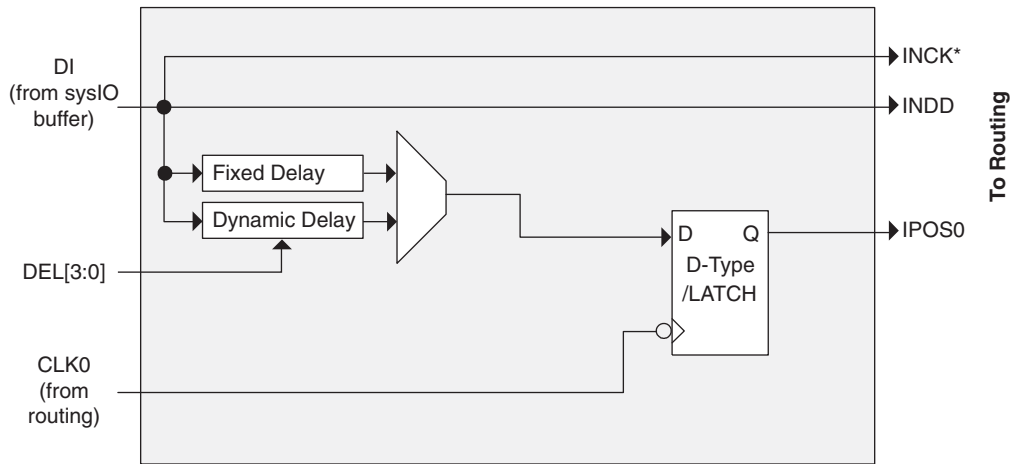 DI
(from sysIO
buffer)
INCK*
INDD
To Routing
Fixed Delay
Dynamic Delay
DEL[3:0]
D Q
D-Type
/LATCH
IPOS0
CLK0
(from
routing)